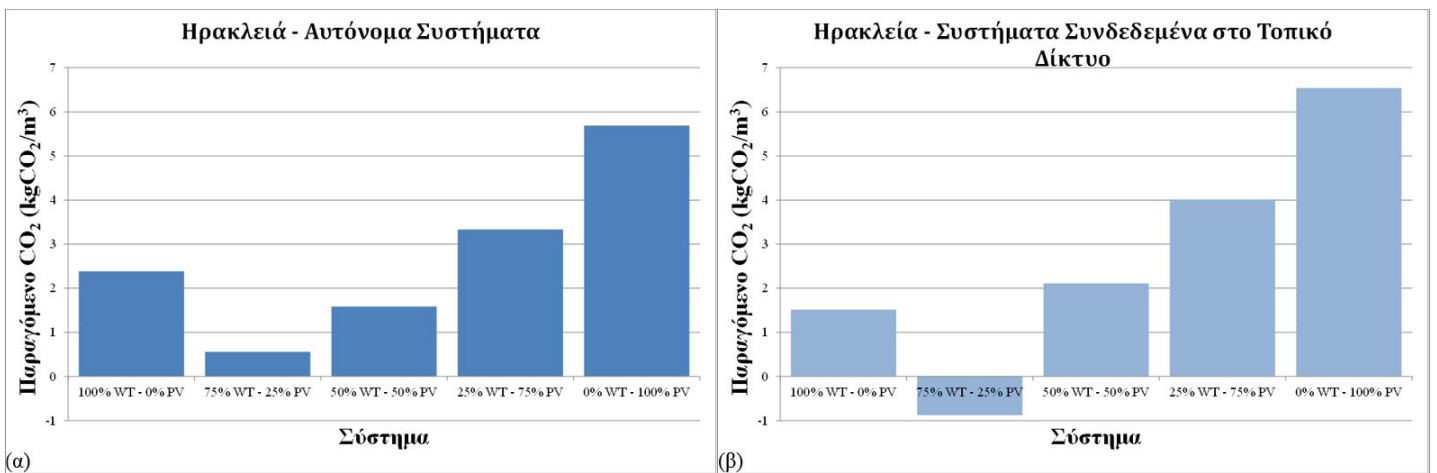 Ηρακλειά - Αυτόνομα Συστήματα
Παραγόμενο CO2 (kgCO2/m3)
7
6
5
4
3
2
1
0
-1
100% WT - 0% PV
75% WT - 25% PV
50% WT - 50% PV
25% WT - 75% PV
0% WT - 100% PV
Σύστημα
(α)
Ηρακλεία - Συστήματα Συνδεδεμένα στο Τοπικό
Δίκτυο
Παραγόμενο CO2 (kgCO2/m3)
7
6
5
4
3
2
1
0
-1
100% WT - 0% PV
75% WT - 25% PV
50% WT - 50% PV
25% WT - 75% PV
0% WT - 100% PV
Σύστημα
(β)